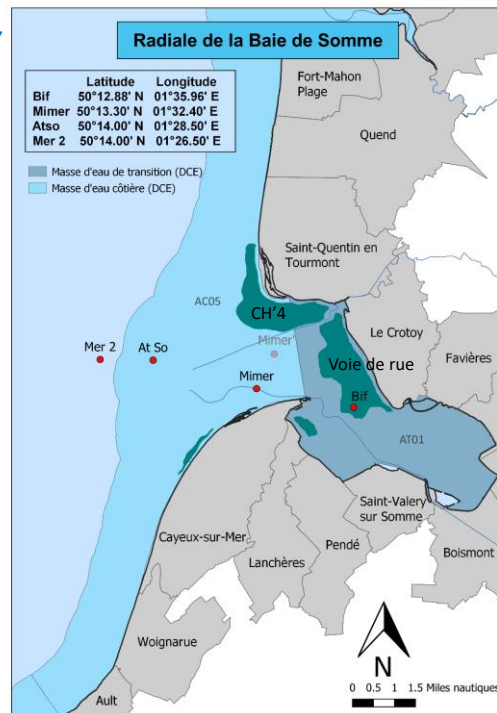 Radiale de la Baie de Somme
Latitude Longitude
Bif 50°12.88' N 01°35.96' E
Mimer 50°13.30' N 01°32.40' E
Atso 50°14.00' N 01°28.50' E
Mer 2 50°14.00' N 01°26.50' E
Masse d'eau de transition (DCE)
Masse d'eau côtière (DCE)
Fort-Mahon
Plage
Quend
Saint-Quentin en
Tourmont
AC05
CH'4
Le Crotoy
Mimer'
Mer 2
At So
Voie de rue
Favières
Mimer
Bif
AT01
Saint-Valery
sur Somme
Cayeux-sur-Mer
Pendé
Boismont
Lanchères
Woignarue
N
Ault
0 0.5 1 1.5 Miles nautiques